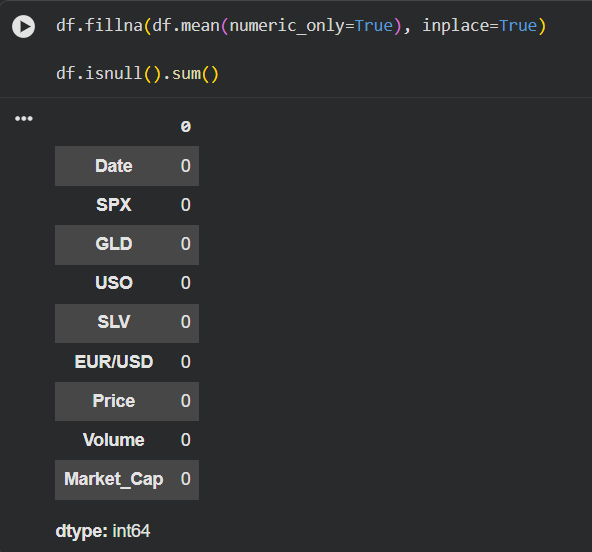 df.fillna(df.mean(numeric_only=True), inplace=True)
df.isnull().sum()
0
Date 0
SPX 0
GLD 0
USO 0
SLV 0
EUR/USD 0
Price 0
Volume 0
Market_Cap 0
dtype: int64